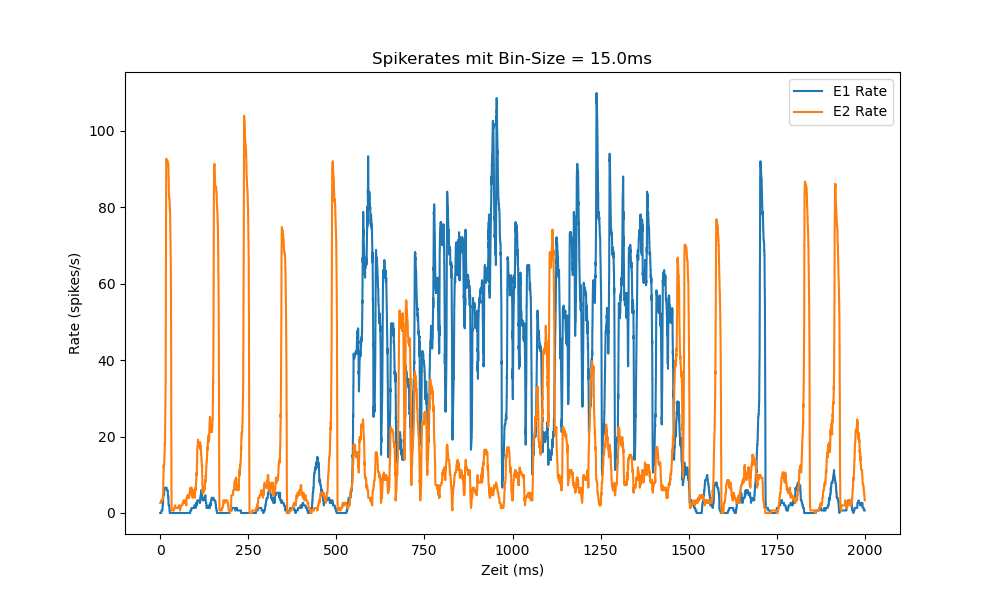 Spikerates mit Bin-Size = 15.0ms
E1 Rate
E2 Rate
Rate (spikes/s)
100
80
60
40
20
0
0 250 500 750 1000 1250 1500 1750 2000
Zeit (ms)